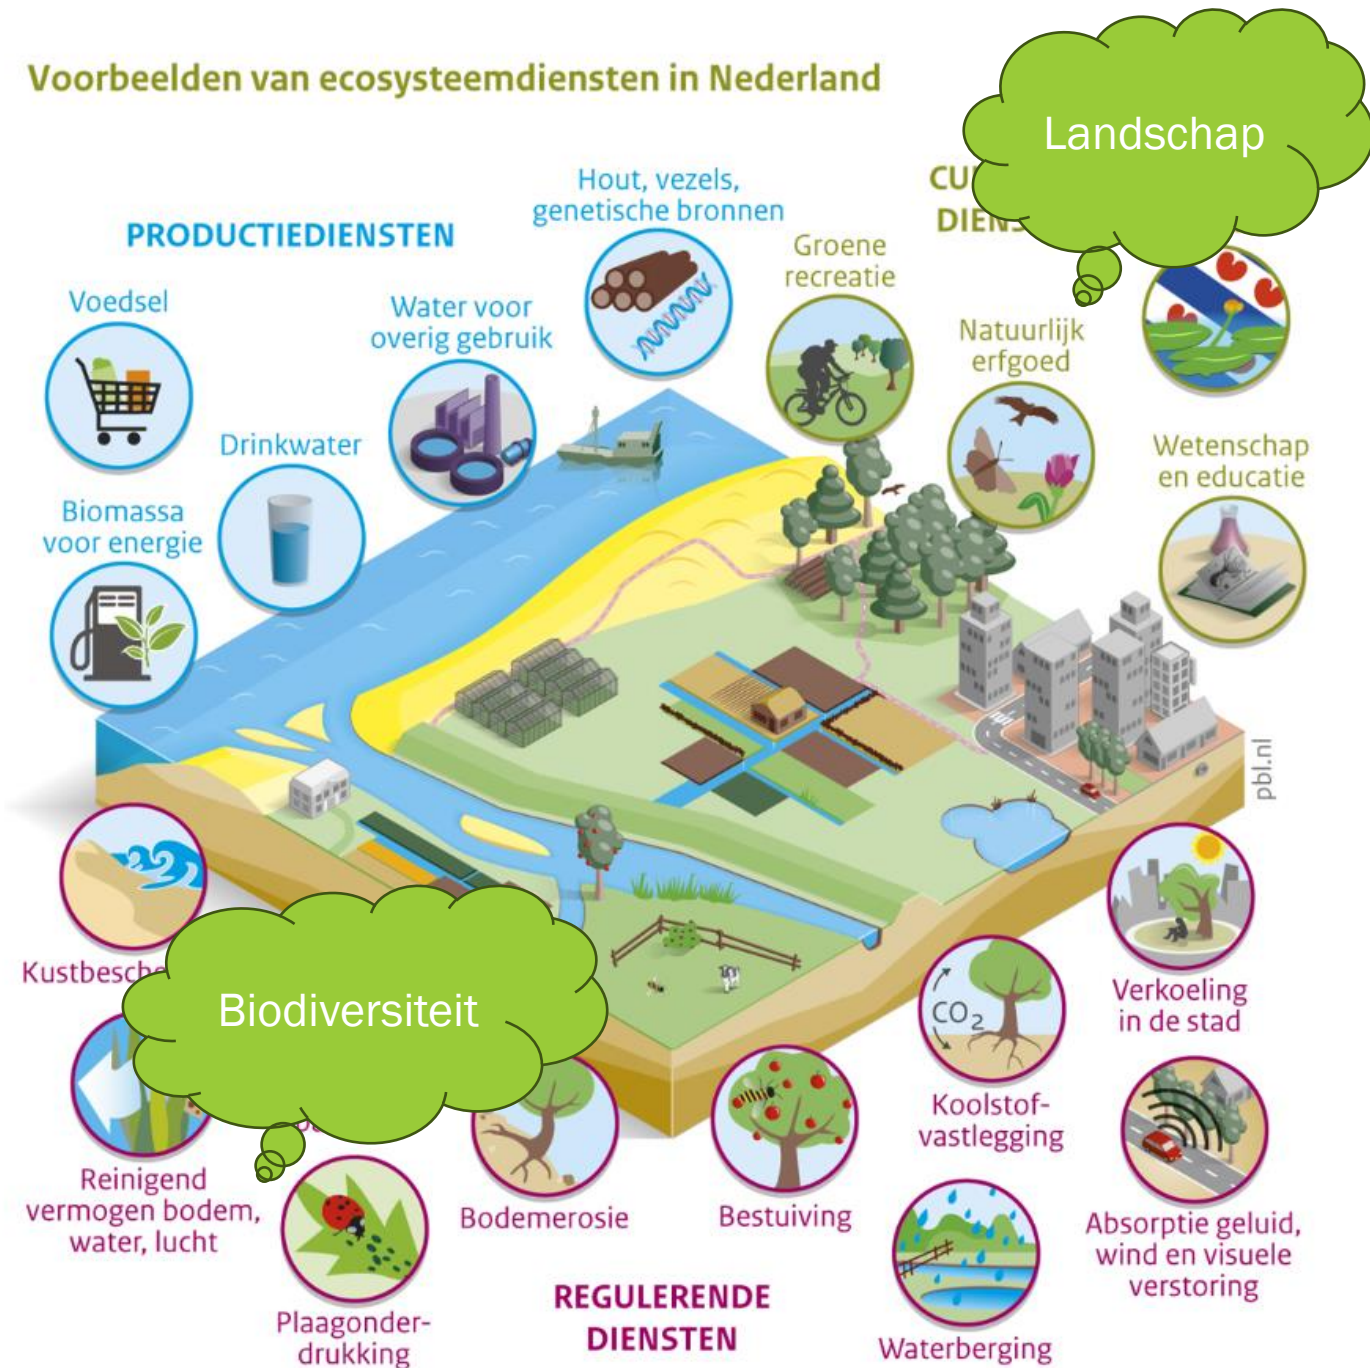 Voorbeelden van ecosysteemdiensten in Nederland
Landschap
PRODUCTIEDIENSTEN
Hout, vezels,
genetische bronnen
Groene
recreatie
Voedsel
Water voor
overig gebruik
Natuurlijk
erfgoed
Drinkwater
Wetenschap
en educatie
Biomassa
voor energie
pbl.nl
Biodiversiteit
CO2
Verkoeling
in de stad
Koolstof-
vastlegging
Reinigend
vermogen bodem,
water, lucht
Bodemerosie
Bestuiving
Absorptie geluid,
wind en visuele
verstoring
Plaagonder-
drukking
REGULERENDE
DIENSTEN
Waterberging